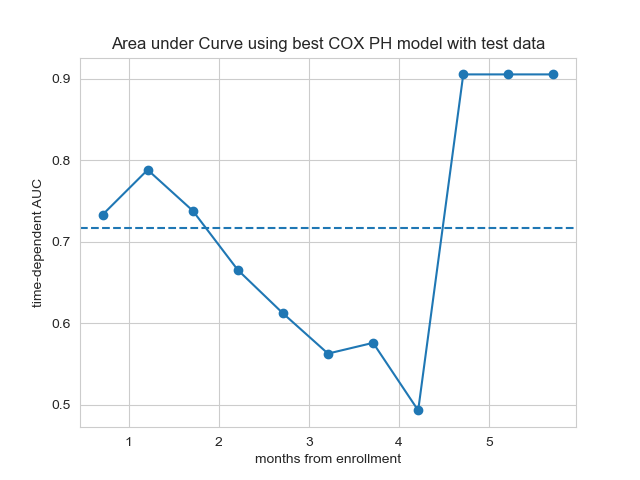 Area under Curve using best COX PH model with test data
time-dependent AUC
0.9
0.8
0.7
0.6
0.5
1 2 3 4 5
months from enrollment